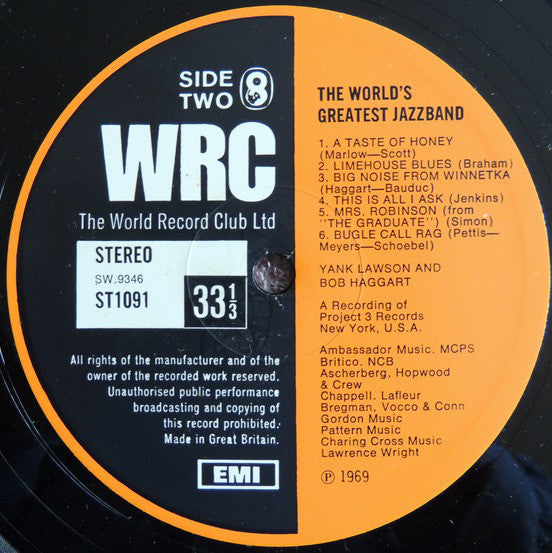 SIDE
TWO 8
WRC
The World Record Club Ltd
STEREO
SW.9346
ST1091
33⅓
All rights of the manufacturer and of the
owner of the recorded work reserved.
Unauthorised public performance
broadcasting and copying of
this record prohibited.
Made in Great Britain.
EMI
THE WORLD'S
GREATEST JAZZBAND
1. A TASTE OF HONEY
(Marlow—Scott)
2. LIMEHOUSE BLUES (Braham)
3. BIG NOISE FROM WINNETKA
(Haggart—Bauduc)
4. THIS IS ALL I ASK (Jenkins)
5. MRS. ROBINSON (from
"THE GRADUATE") (Simon)
6. BUGLE CALL RAG (Pettis—
Meyers—Schoebel)
YANK LAWSON AND
BOB HAGGART
A Recording of
Project 3 Records
New York, U.S.A.
Ambassador Music. MCPS
Britico. NCB
Ascherberg, Hopwood
& Crew
Chappell. Lafleur
Bregman, Vocco & Conn
Gordon Music
Pattern Music
Charing Cross Music
Lawrence Wright
℗ 1969